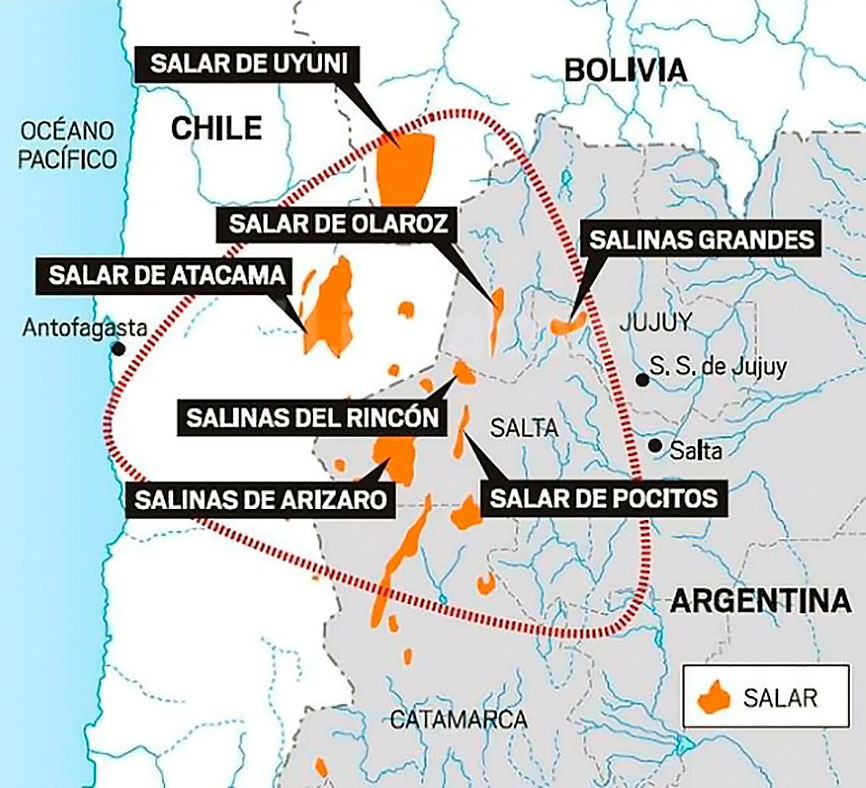 SALAR DE UYUNI
BOLIVIA
OCÉANO
PACÍFICO
CHILE
SALAR DE OLAROZ
SALINAS GRANDES
SALAR DE ATACAMA
Antofagasta
JUJUY
S. S. de Jujuy
SALINAS DEL RINCÓN
SALTA
Salta
SALINAS DE ARIZARO
SALAR DE POCITOS
ARGENTINA
SALAR
CATAMARCA